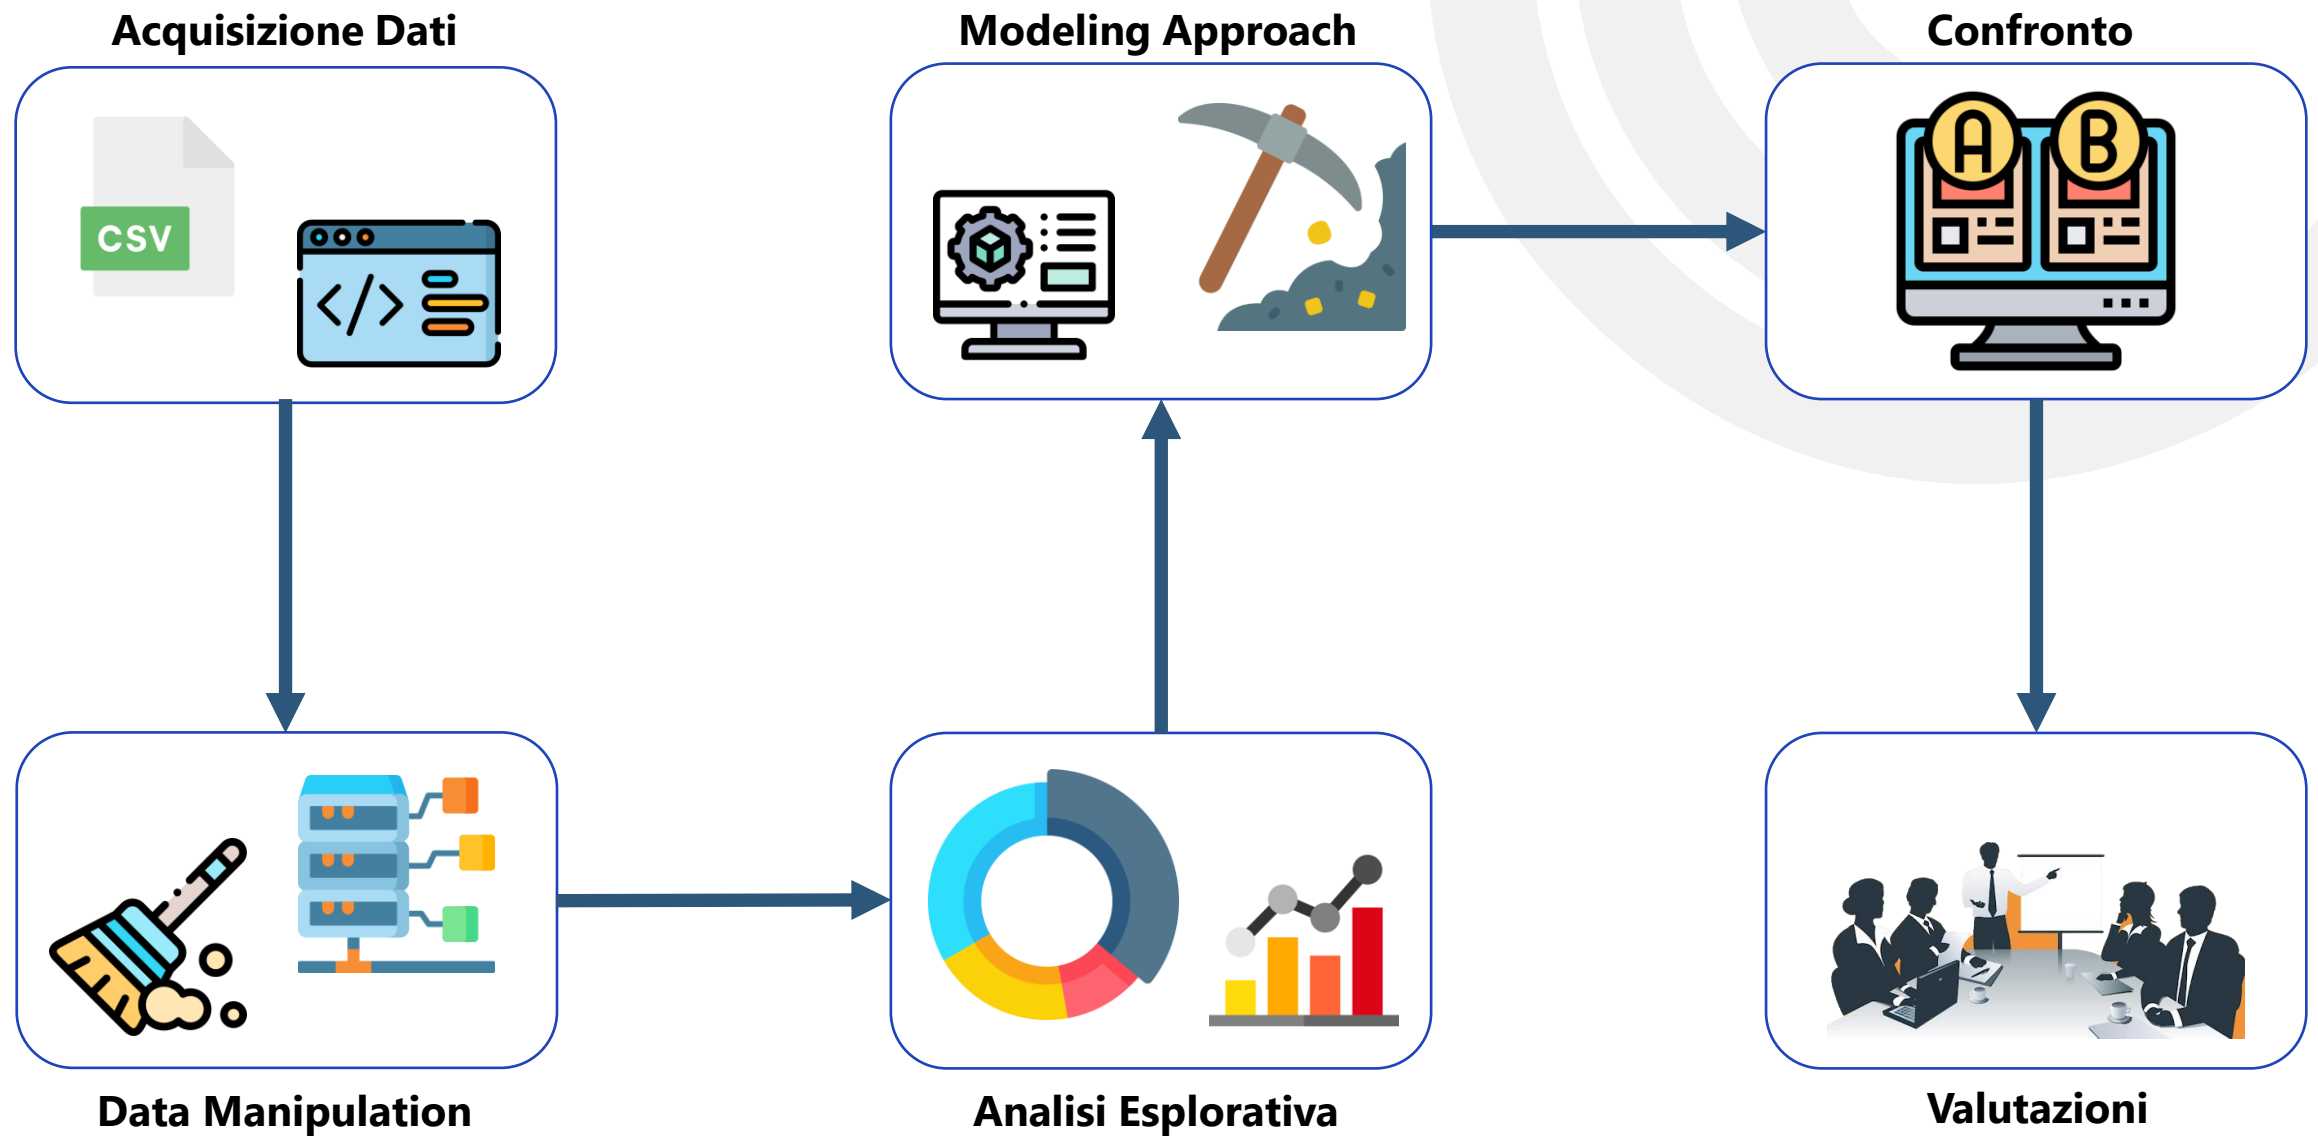 Acquisizione Dati
Modeling Approach
Confronto
CSV
</>
A
B
Data Manipulation
Analisi Esplorativa
Valutazioni